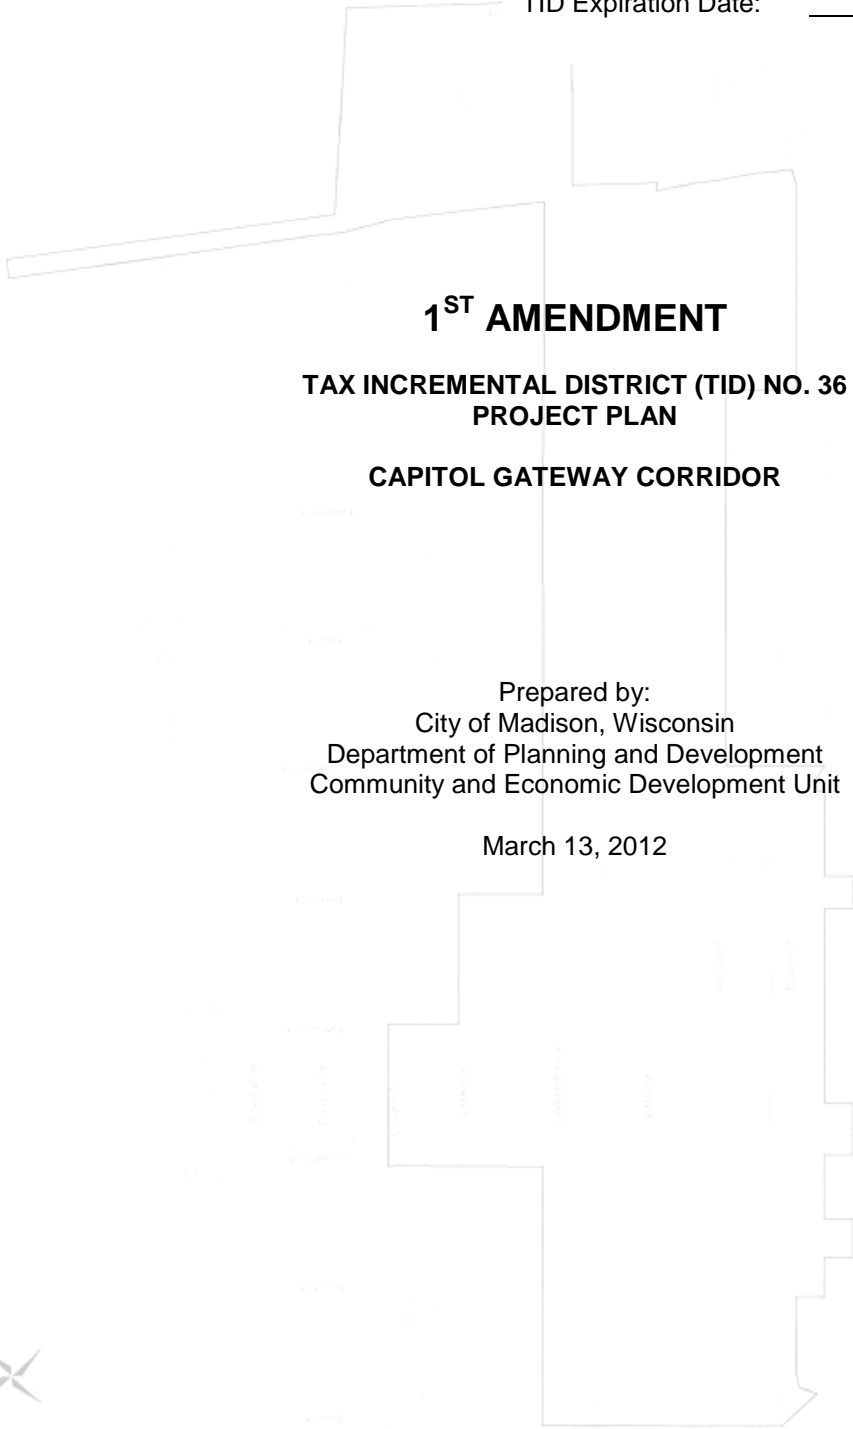 TID Expiration Date:
1ST AMENDMENT
TAX INCREMENTAL DISTRICT (TID) NO. 36
PROJECT PLAN
CAPITOL GATEWAY CORRIDOR
Prepared by:
City of Madison, Wisconsin
Department of Planning and Development
Community and Economic Development Unit
March 13, 2012